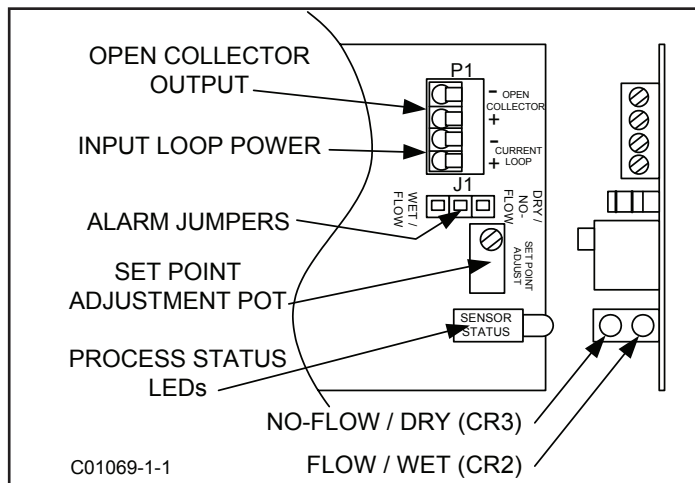 OPEN COLLECTOR
OUTPUT
INPUT LOOP POWER
ALARM JUMPERS
SET POINT
ADJUSTMENT POT
PROCESS STATUS
LEDs
P1
- OPEN
COLLECTOR
+
- CURRENT
+ LOOP
J1
WET /
FLOW
DRY /
NO-
FLOW
SET POINT
ADJUST
SENSOR
STATUS
NO-FLOW / DRY (CR3)
FLOW / WET (CR2)
C01069-1-1